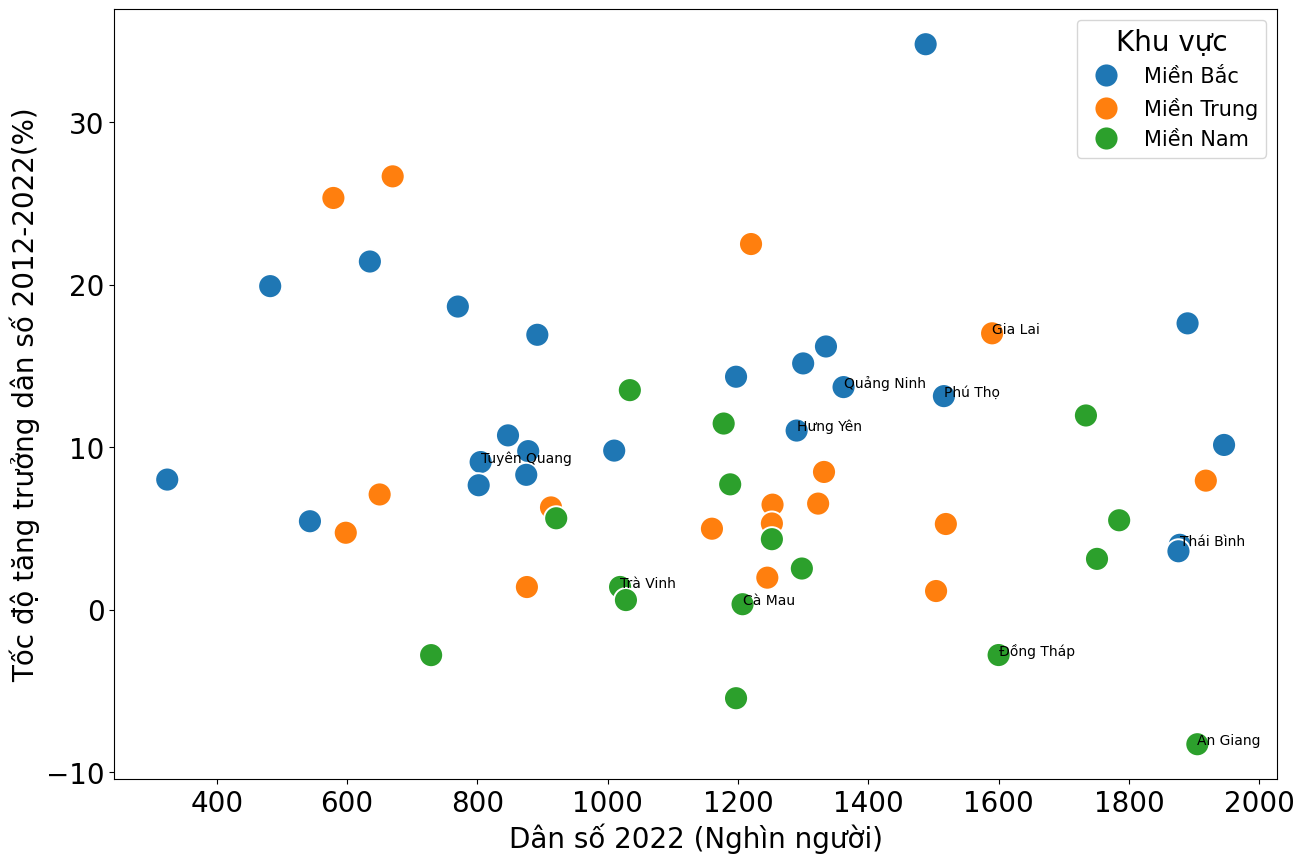 Khu vực
Miền Bắc
Miền Trung
Miền Nam
Tốc độ tăng trưởng dân số 2012-2022(%)
30
20
10
0
−10
Gia Lai
Quảng Ninh
Phú Thọ
Hưng Yên
Tuyên Quang
Thái Bình
Trà Vinh
Cà Mau
Đồng Tháp
An Giang
400 600 800 1000 1200 1400 1600 1800 2000
Dân số 2022 (Nghìn người)